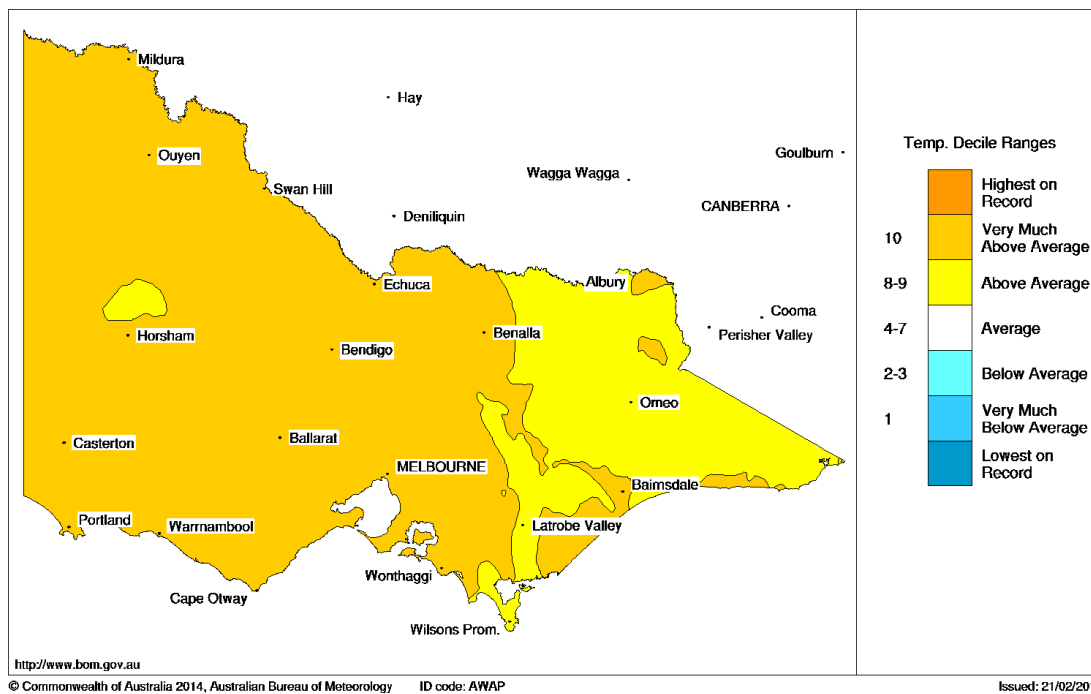 Mildura
Hay
Ouyen
Goulburn
Wagga Wagga
Swan Hill
CANBERRA
Deniliquin
Echuca
Albury
Cooma
Horsham
Benalla
Perisher Valley
Bendigo
Omeo
Casterton
Ballarat
MELBOURNE
Bairnsdale
Portland
Warrnambool
Latrobe Valley
Wonthaggi
Cape Otway
Wilsons Prom.
http://www.bom.gov.au
Temp. Decile Ranges
Highest on
Record
10 Very Much
Above Average
8-9 Above Average
4-7 Average
2-3 Below Average
1 Very Much
Below Average
Lowest on
Record
© Commonwealth of Australia 2014, Australian Bureau of Meteorology ID code: AWAP Issued: 21/02/20